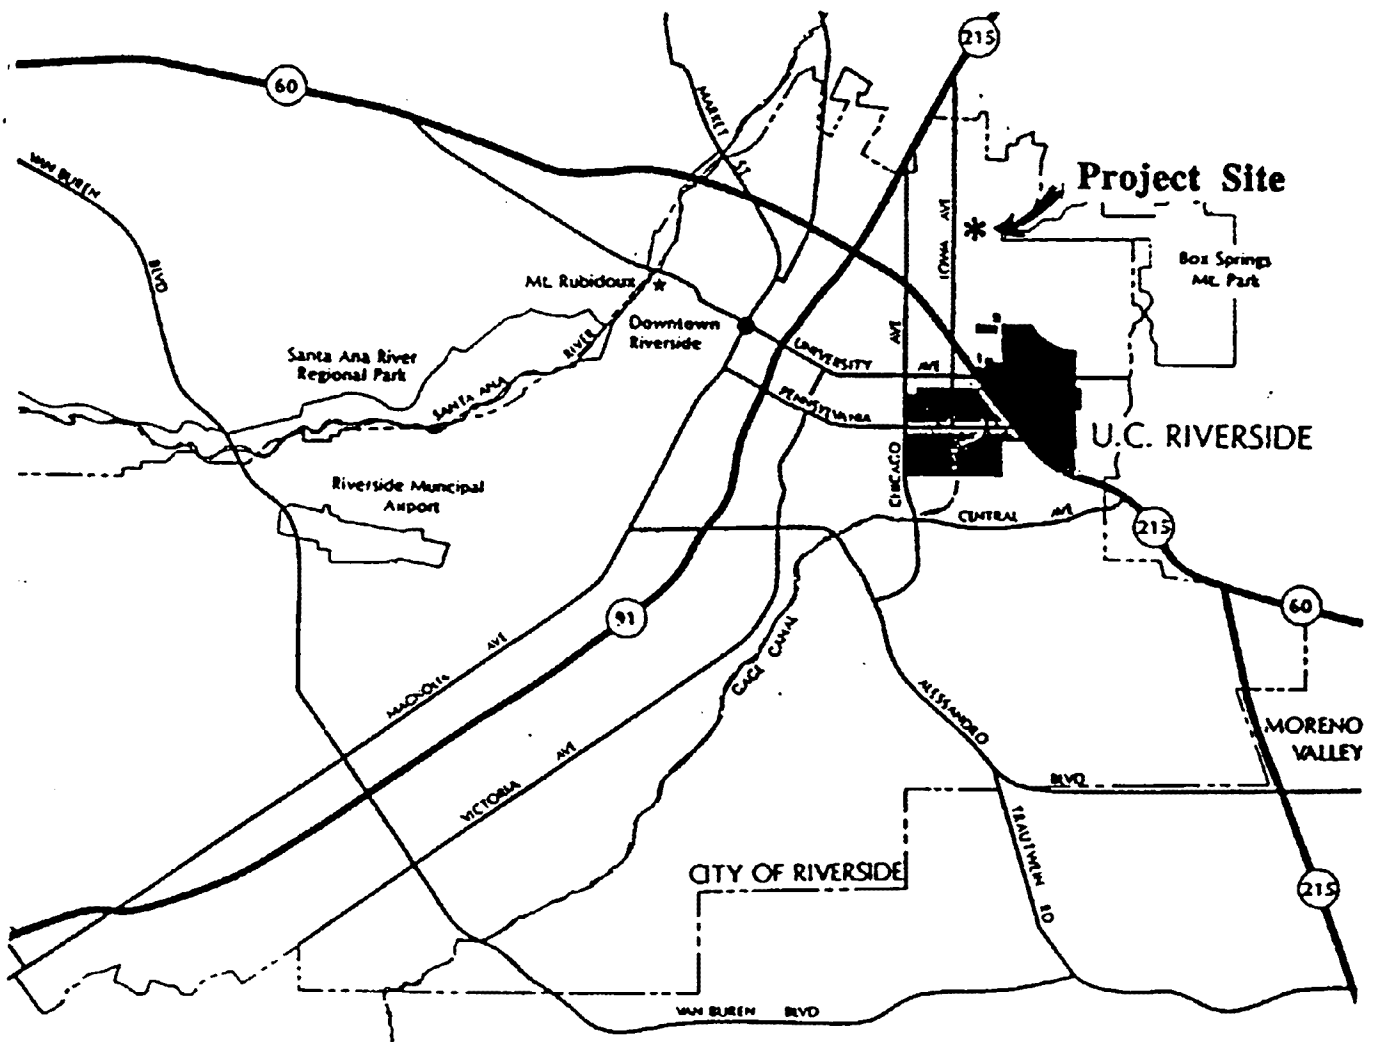 215
60
MARKET ST.
VAN BUREN
BLVD
Project Site
IOWA AVE
*
Box Springs
Mt. Park
Mt. Rubidoux
Downtown
Riverside
RIVER
SANTA ANA
Santa Ana River
Regional Park
UNIVERSITY AVE
PENNSYLVANIA
AVE
CHICAGO
U.C. RIVERSIDE
Riverside Municipal
Airport
CENTRAL AVE
215
60
91
MAGNOLIA AVE
GAGE CANAL
ALESSANDRO
BLVD
MORENO
VALLEY
VICTORIA AVE
TRAUTWEIN RD
CITY OF RIVERSIDE
215
VAN BUREN BLVD